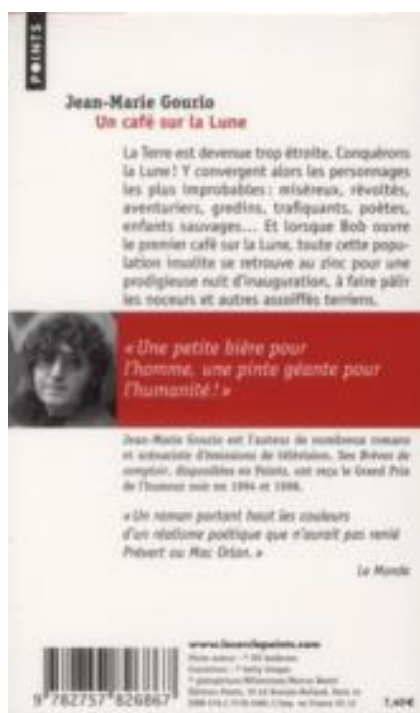 POINTS
Jean-Marie Gourio
Un café sur la Lune
La Terre est devenue trop étroite. Conquérons
la Lune ! Y convergent alors les personnages
les plus improbables : miséreux, révoltés,
aventuriers, gredins, trafiquants, poètes,
enfants sauvages... Et lorsque Bob ouvre
le premier café sur la Lune, toute cette popu-
lation insolite se retrouve au zinc pour une
prodigieuse nuit d'inauguration, à faire pâlir
les noceurs et autres assoiffés terriens.
« Une petite bière pour
l'homme, une pinte géante pour
l'humanité ! »
Jean-Marie Gourio est l'auteur de nombreux romans
et scénariste d'émissions de télévision. Ses Brèves de
comptoir, disponibles en Points, ont reçu le Grand Prix
de l'humour noir en
« Un roman portant haut les couleurs
d'un réalisme poétique que n'aurait pas renié
Prévert ou Mac Orlan. »
Le Monde
www.lecerclepoints.com
9 782757 826867
7,40€